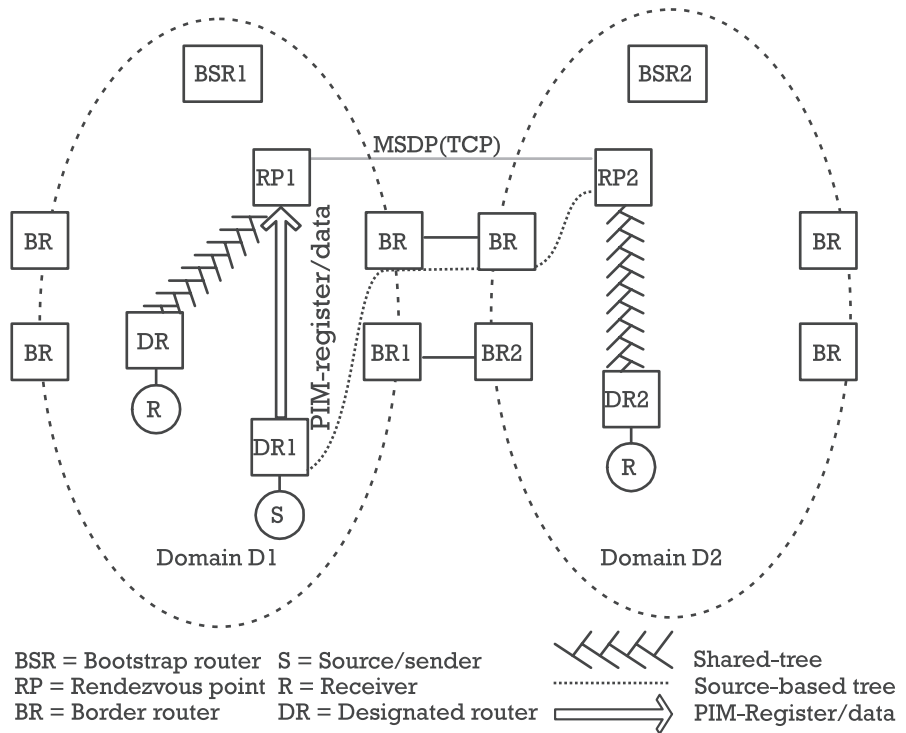 BSR1
BSR2
MSDP(TCP)
RP1
RP2
PIM-register/data
BR
BR
BR
BR
DR
BR
BR1
BR2
BR
R
DR2
DR1
R
S
Domain D1
Domain D2
BSR = Bootstrap router
S = Source/sender
Shared-tree
RP = Rendezvous point
R = Receiver
Source-based tree
BR = Border router
DR = Designated router
PIM-Register/data